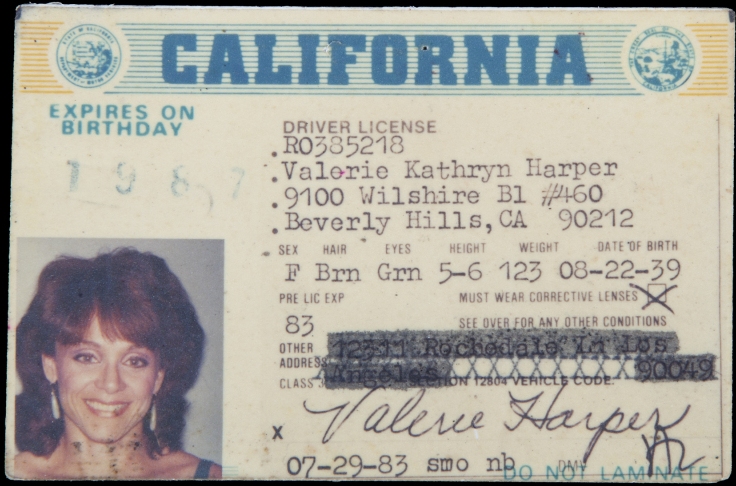 CALIFORNIA
EXPIRES ON
BIRTHDAY
1987
DRIVER LICENSE
R0385218
Valerie Kathryn Harper
9100 Wilshire Bl #460
Beverly Hills, CA 90212
SEX HAIR EYES HEIGHT WEIGHT DATE OF BIRTH
F Brn Grn 5-6 123 08-22-39
PRE LIC EXP MUST WEAR CORRECTIVE LENSES
83 SEE OVER FOR ANY OTHER CONDITIONS
OTHER ADDRESS 12311 Rochedale Ln Los
Angeles XXXXXXXXXX 90049
CLASS 3 SECTION 12804 VEHICLE CODE
X Valerie Harper
07-29-83 smo nb DMV
DO NOT LAMINATE